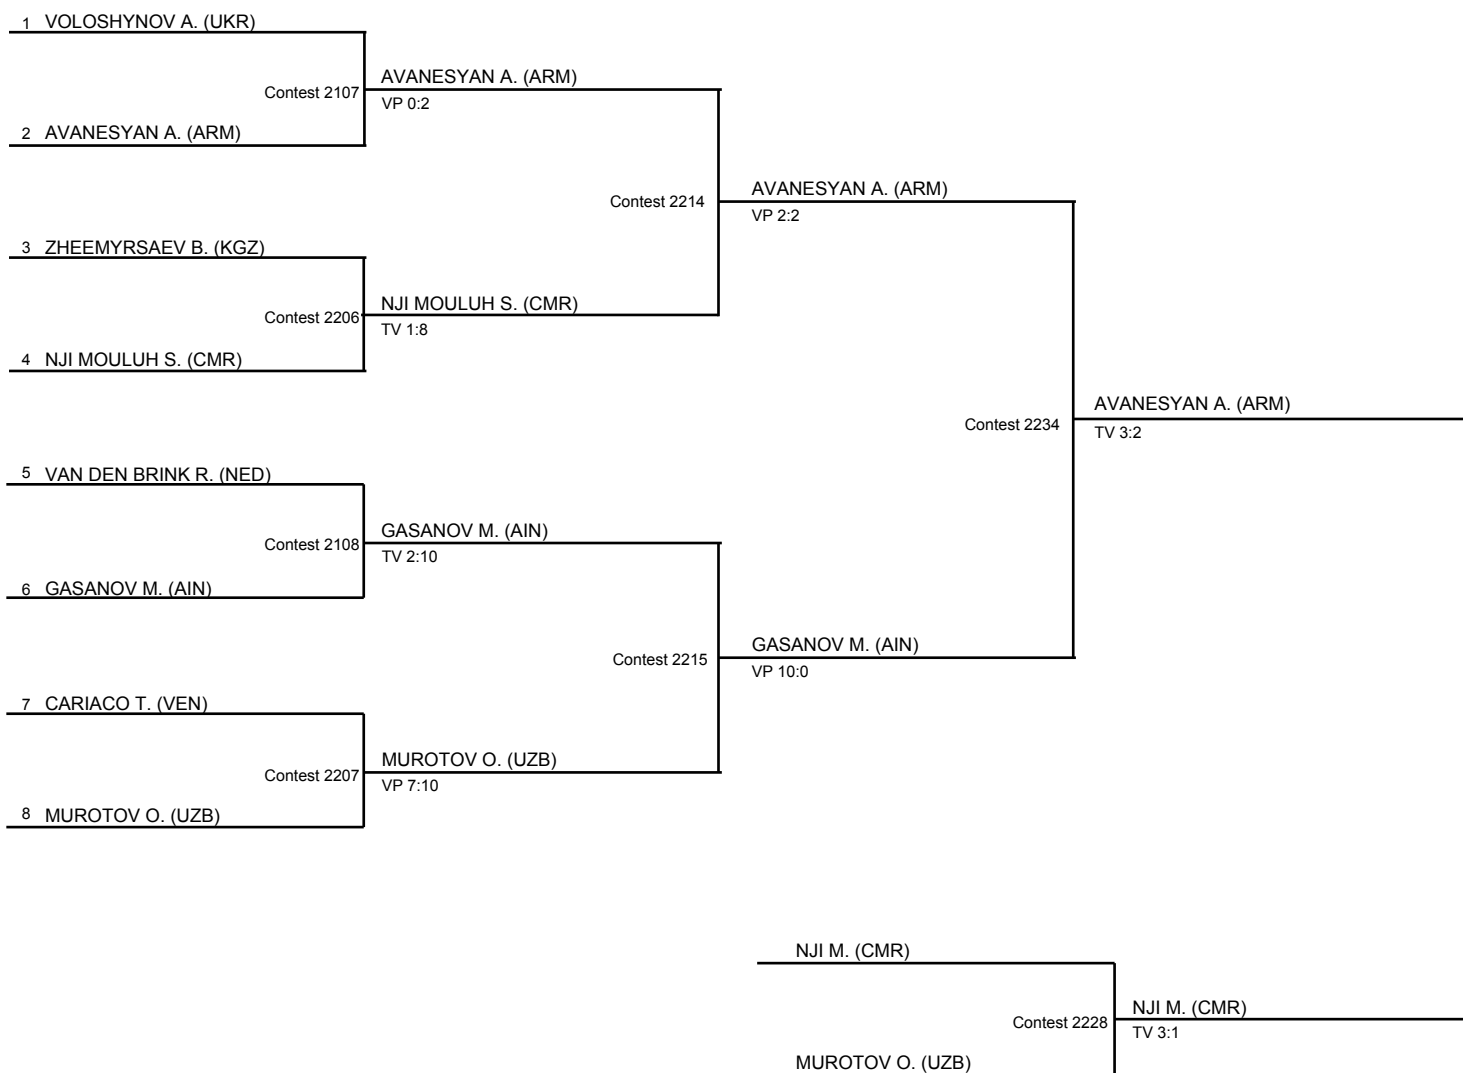 1 VOLOSHYNOV A. (UKR)
AVANESYAN A. (ARM)
Contest 2107
VP 0:2
2 AVANESYAN A. (ARM)
AVANESYAN A. (ARM)
Contest 2214
VP 2:2
3 ZHEEMYRSAEV B. (KGZ)
NJI MOULUH S. (CMR)
Contest 2206
TV 1:8
4 NJI MOULUH S. (CMR)
AVANESYAN A. (ARM)
Contest 2234
TV 3:2
5 VAN DEN BRINK R. (NED)
GASANOV M. (AIN)
Contest 2108
TV 2:10
6 GASANOV M. (AIN)
GASANOV M. (AIN)
Contest 2215
VP 10:0
7 CARIACO T. (VEN)
MUROTOV O. (UZB)
Contest 2207
VP 7:10
8 MUROTOV O. (UZB)
NJI M. (CMR)
NJI M. (CMR)
Contest 2228
TV 3:1
MUROTOV O. (UZB)